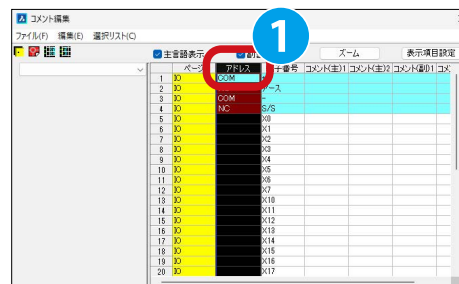 コメント編集
ファイル(F) 編集(E) 選択リスト(C)
1
主言語表示 ズーム 表示項目設定
ページ アドレス 番号 コメント(主)1 コメント(主)2 コメント(副)1
1 IO COM
2 IO ース
3 IO COM
4 IO NC S/S
5 IO X0
6 IO X1
7 IO X2
8 IO X3
9 IO X4
10 IO X5
11 IO X6
12 IO X7
13 IO X10
14 IO X11
15 IO X12
16 IO X13
17 IO X14
18 IO X15
19 IO X16
20 IO X17